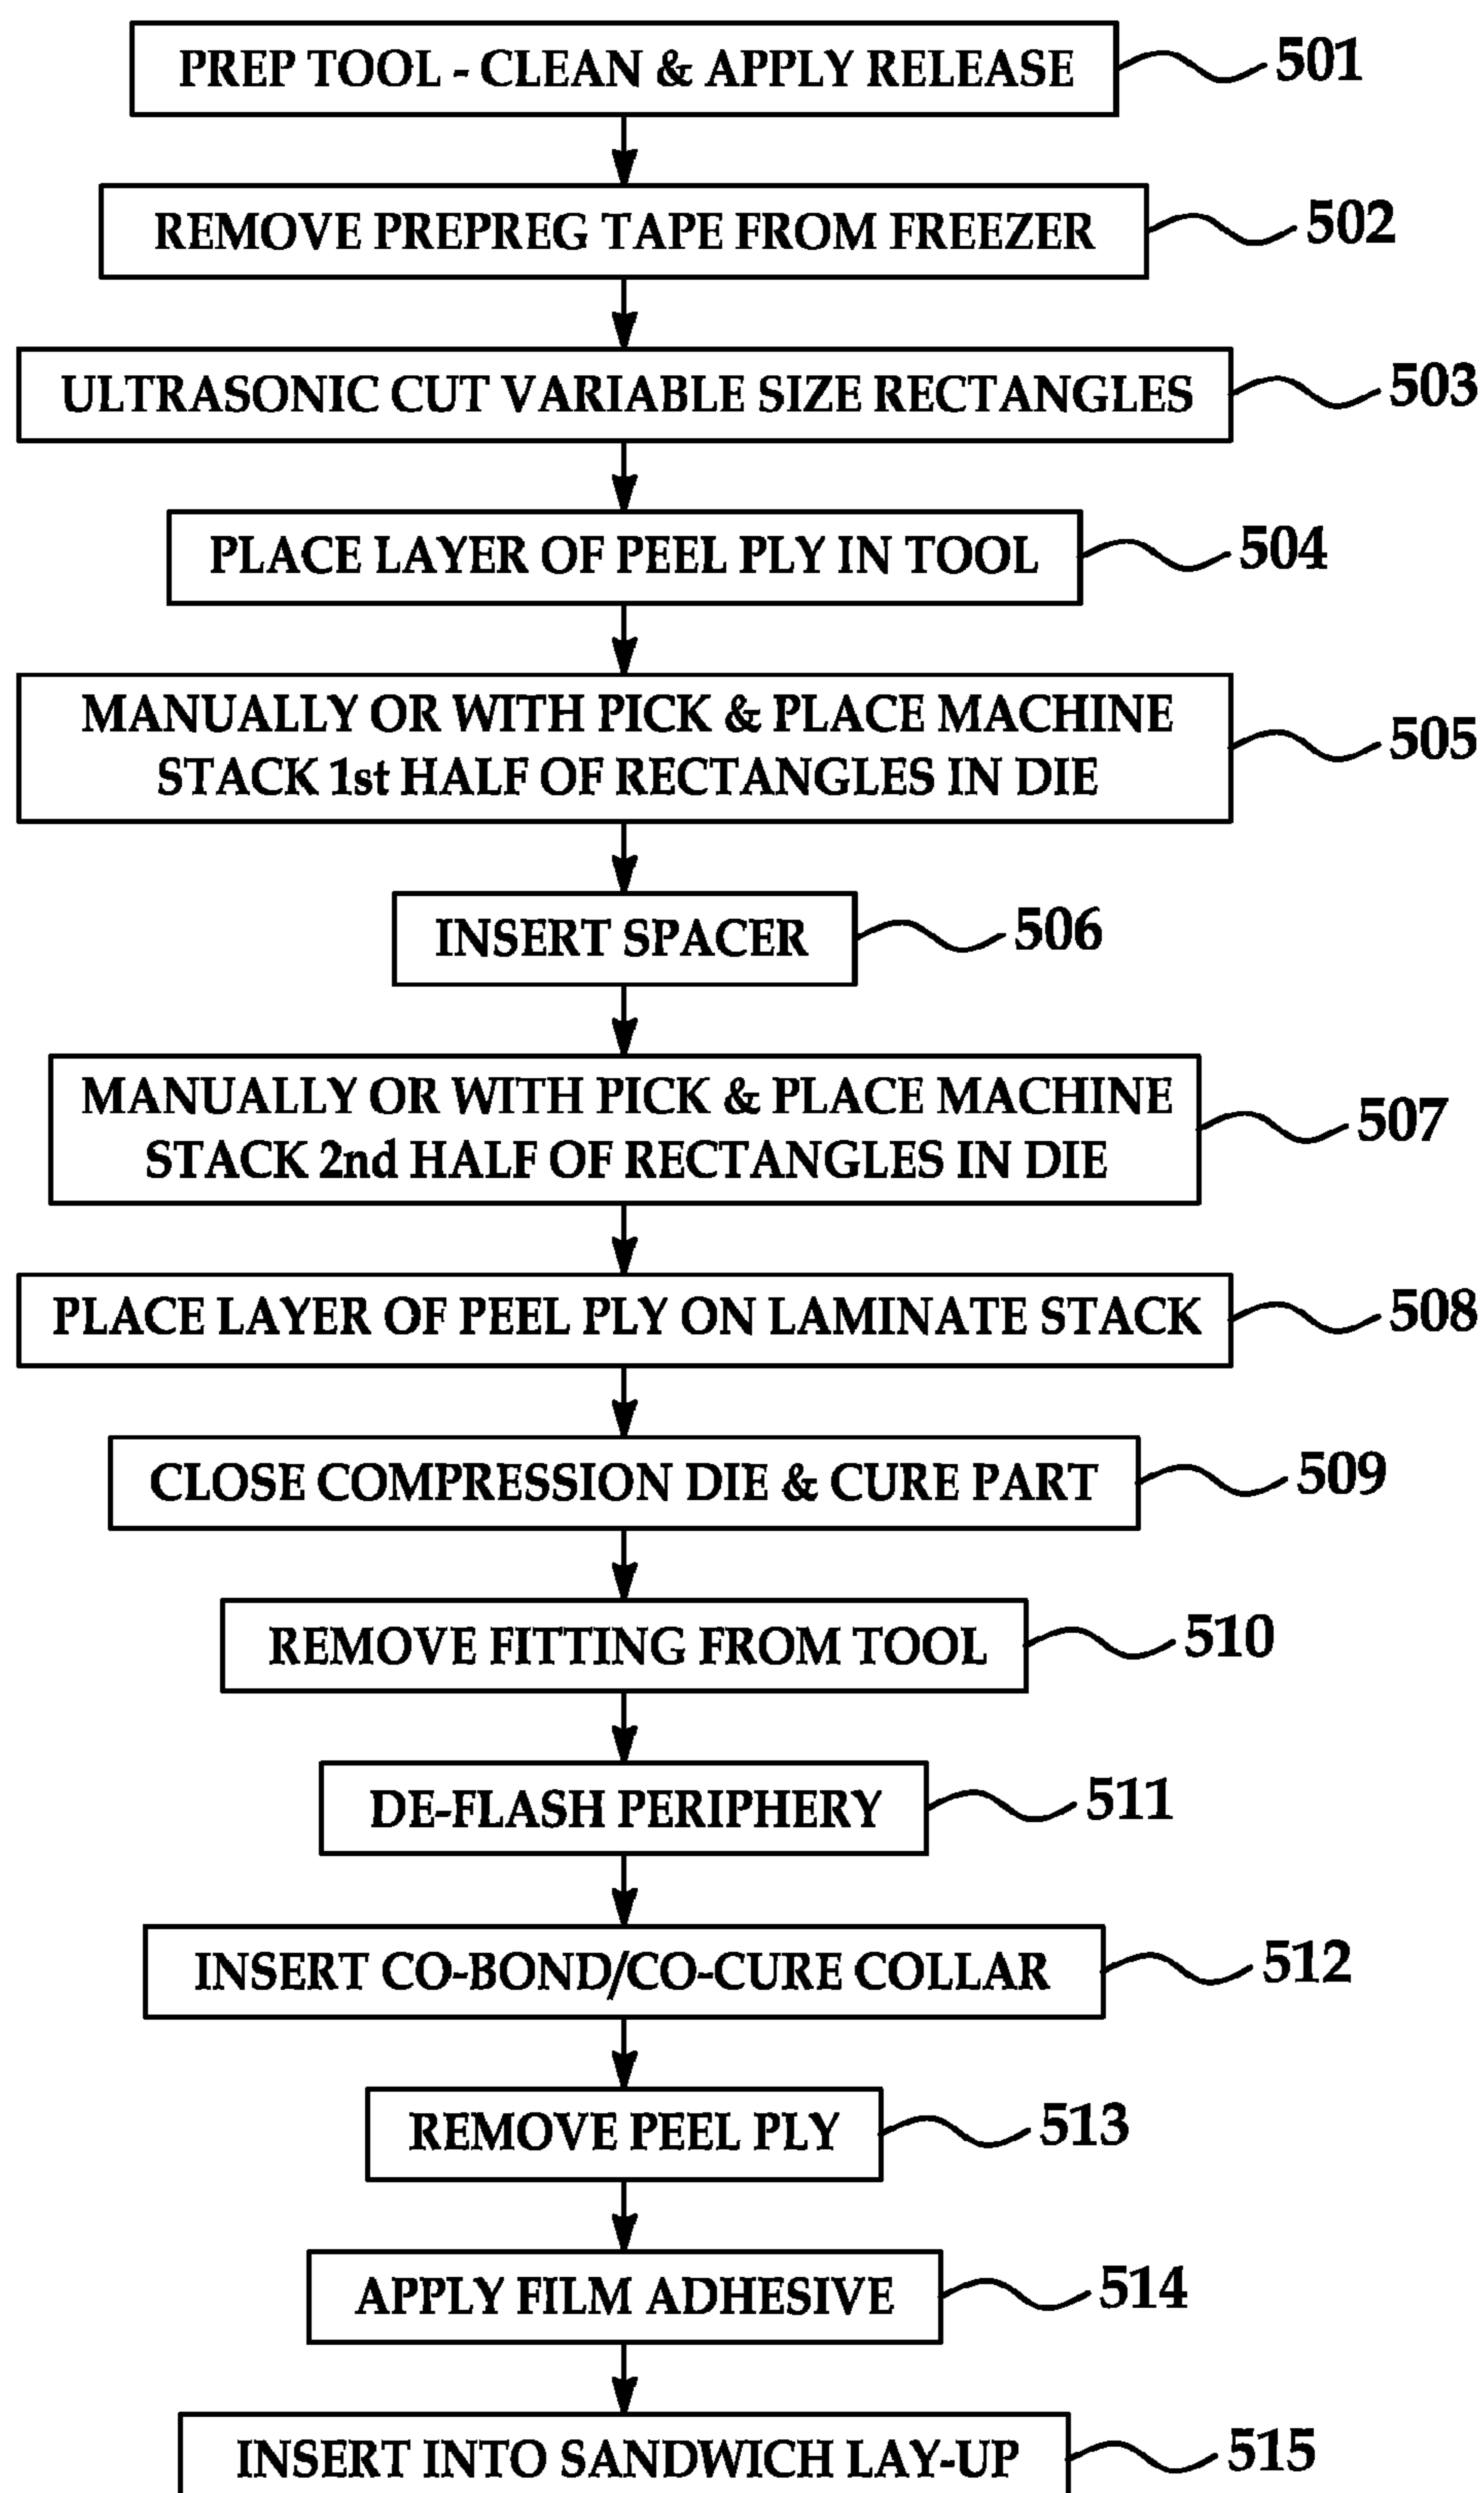 PREP TOOL - CLEAN & APPLY RELEASE 501
REMOVE PREPREG TAPE FROM FREEZER 502
ULTRASONIC CUT VARIABLE SIZE RECTANGLES 503
PLACE LAYER OF PEEL PLY IN TOOL 504
MANUALLY OR WITH PICK & PLACE MACHINE
STACK 1st HALF OF RECTANGLES IN DIE 505
INSERT SPACER 506
MANUALLY OR WITH PICK & PLACE MACHINE
STACK 2nd HALF OF RECTANGLES IN DIE 507
PLACE LAYER OF PEEL PLY ON LAMINATE STACK 508
CLOSE COMPRESSION DIE & CURE PART 509
REMOVE FITTING FROM TOOL 510
DE-FLASH PERIPHERY 511
INSERT CO-BOND/CO-CURE COLLAR 512
REMOVE PEEL PLY 513
APPLY FILM ADHESIVE 514
INSERT INTO SANDWICH LAY-UP 515